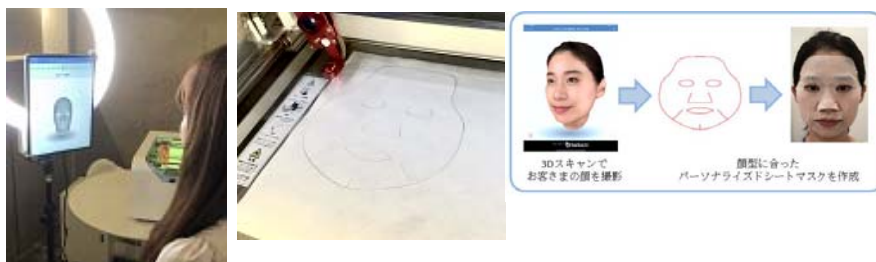 3Dスキャンで
お客さまの顔を撮影
顔型に合った
パーソナライズドシートマスクを作成